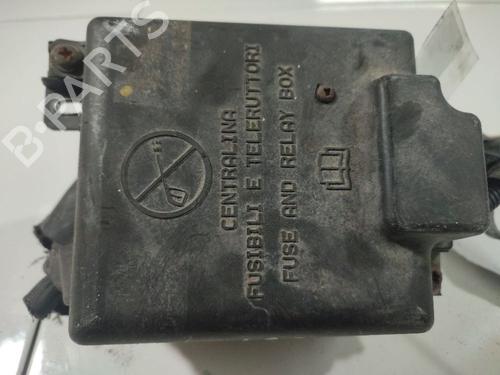 B-PARTS
CENTRALINA
FUSIBILI E TELERUTTORI
FUSE AND RELAY BOX